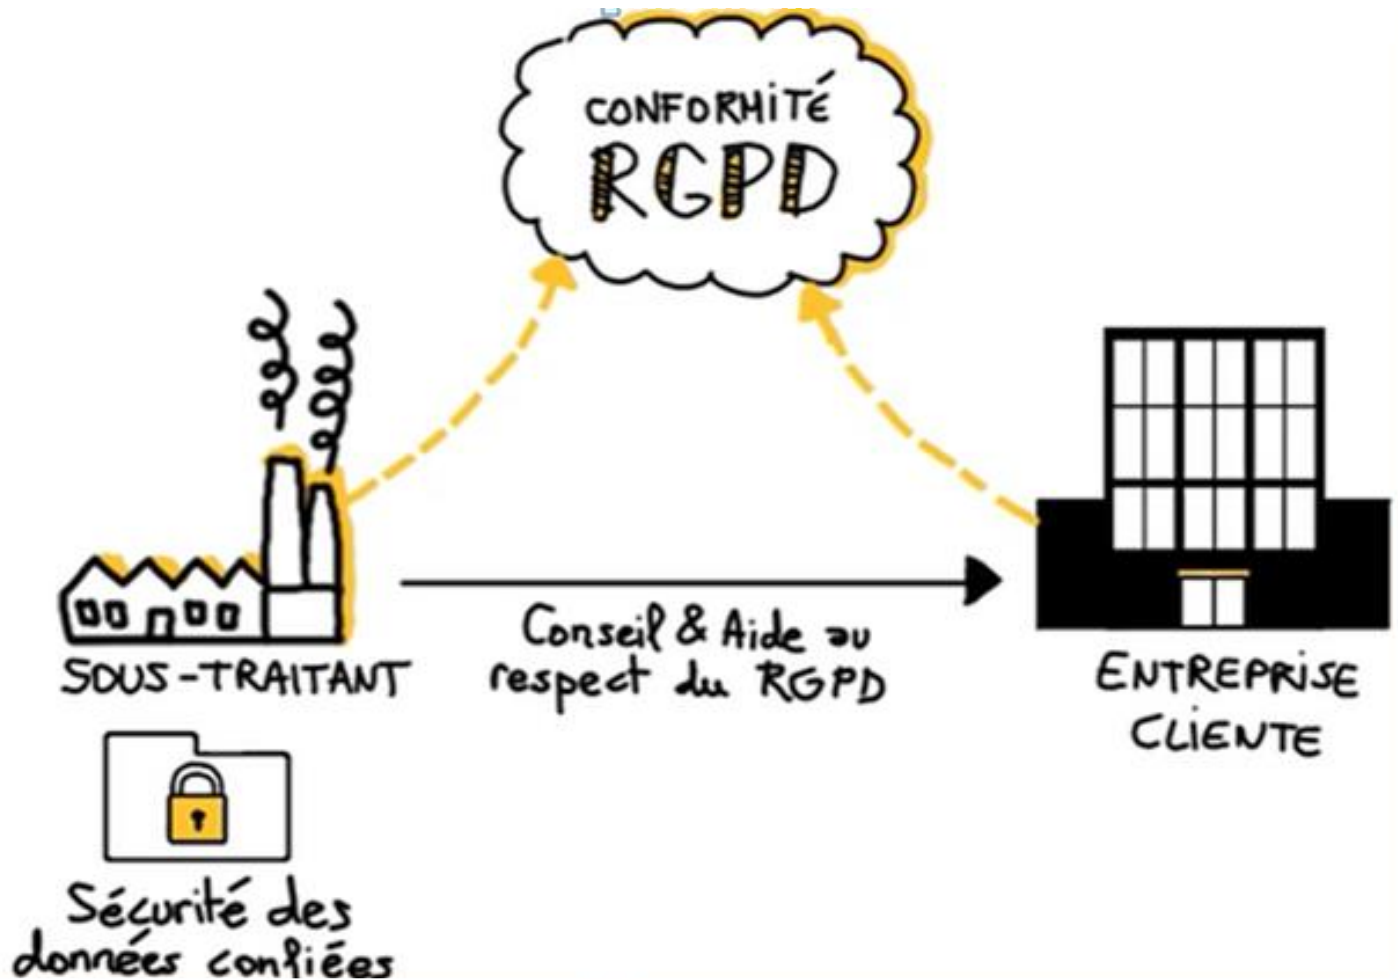 CONFORMITÉ
RGPD
Conseil & Aide au
respect du RGPD
SOUS-TRAITANT
ENTREPRISE
CLIENTE
Sécurité des
données confiées